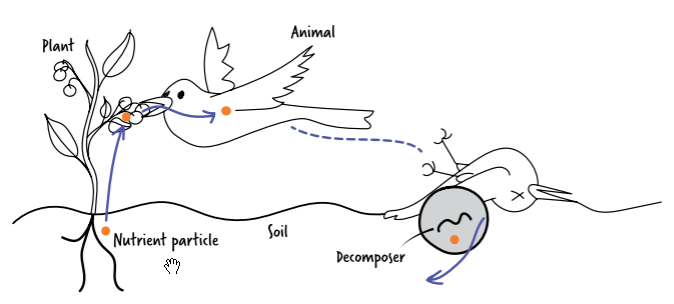 Plant
Animal
Nutrient particle
Soil
Decomposer